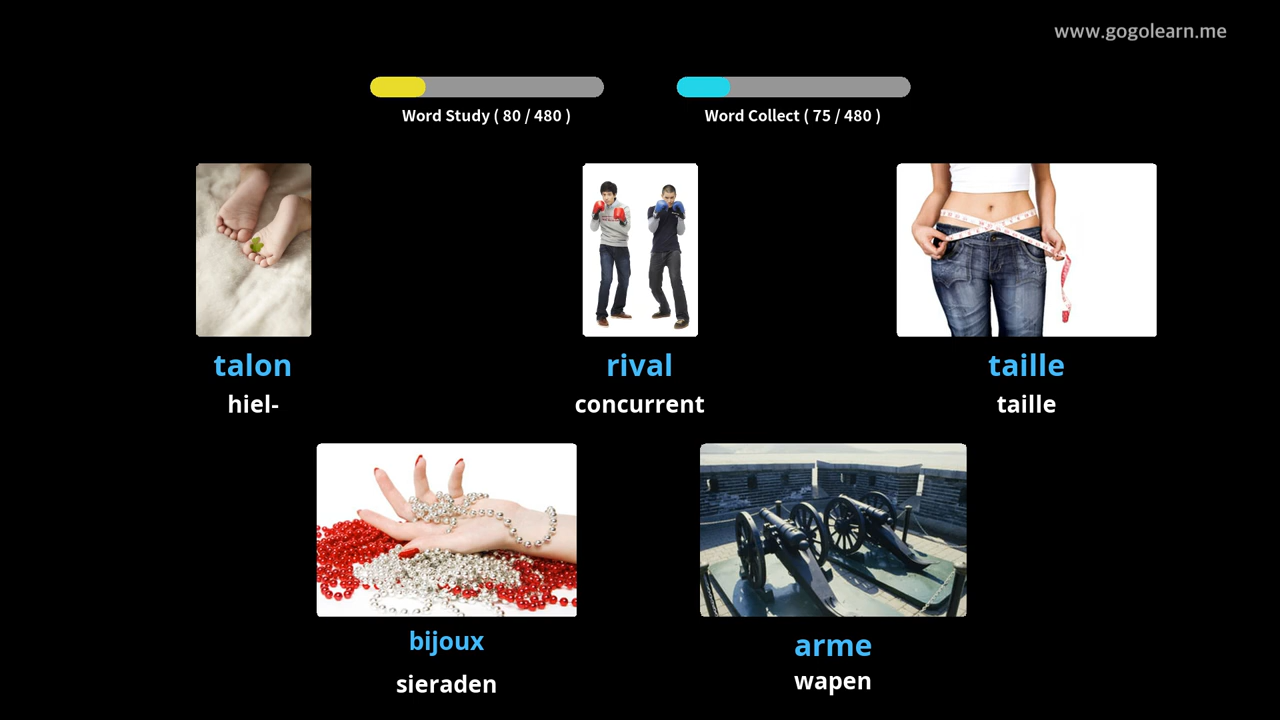 www.gogolearn.me
Word Study ( 80 / 480 )
Word Collect ( 75 / 480 )
talon
hiel-
rival
concurrent
taille
taille
bijoux
sieraden
arme
wapen